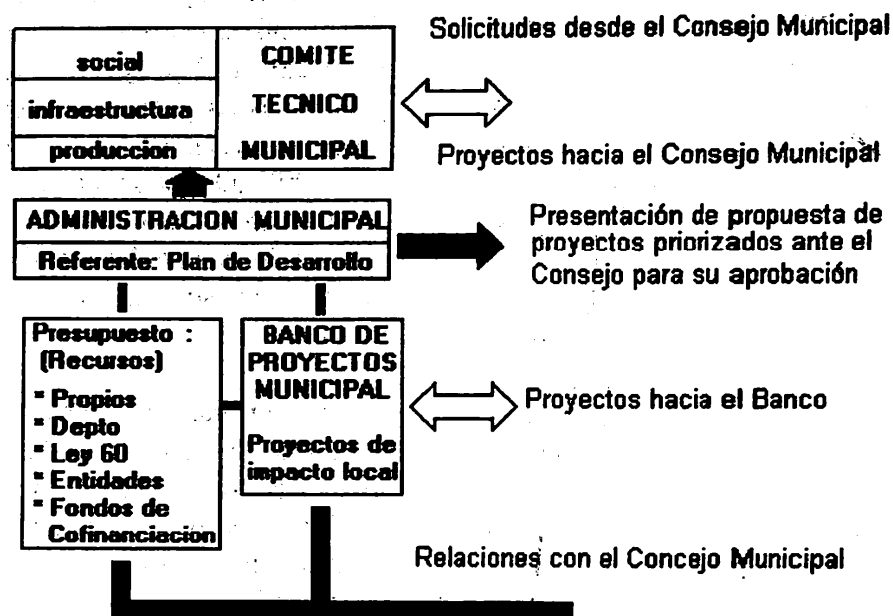 Solicitudes desde el Consejo Municipal
social
COMITE
infraestructura
TECNICO
produccion
MUNICIPAL
Proyectos hacia el Consejo Municipal
ADMINISTRACION MUNICIPAL
Referente: Plan de Desarrollo
Presentación de propuesta de
proyectos priorizados ante el
Consejo para su aprobación
Presupuesto :
(Recursos)
" Propios
" Depto
" Ley 60
" Entidades
" Fondos de
Cofinanciacion
BANCO DE
PROYECTOS
MUNICIPAL
Proyectos de
impacto local
Proyectos hacia el Banco
Relaciones con el Concejo Municipal